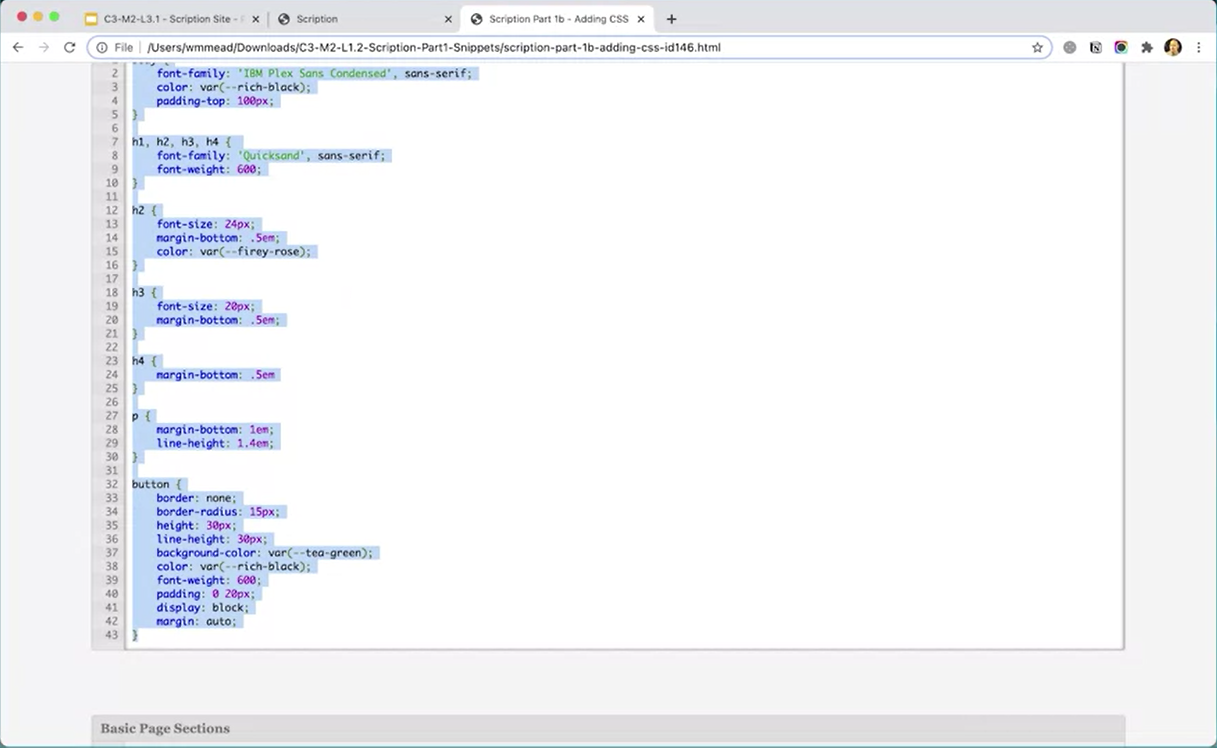 C3-M2-L3.1 - Scription Site -
Scription
Scription Part 1b - Adding CSS
File
/Users/wmmead/Downloads/C3-M2-L1.2-Scription-Part1-Snippets/scription-part-1b-adding-css-id146.html
2 font-family: 'IBM Plex Sans Condensed', sans-serif;
3 color: var(--rich-black);
4 padding-top: 100px;
5 }
6
7 h1, h2, h3, h4 {
8 font-family: 'Quicksand', sans-serif;
9 font-weight: 600;
10 }
11
12 h2 {
13 font-size: 24px;
14 margin-bottom: .5em;
15 color: var(--firey-rose);
16 }
17
18 h3 {
19 font-size: 20px;
20 margin-bottom: .5em;
21 }
22
23 h4 {
24 margin-bottom: .5em
25 }
26
27 p {
28 margin-bottom: 1em;
29 line-height: 1.4em;
30 }
31
32 button {
33 border: none;
34 border-radius: 15px;
35 height: 30px;
36 line-height: 30px;
37 background-color: var(--tea-green);
38 color: var(--rich-black);
39 font-weight: 600;
40 padding: 0 20px;
41 display: block;
42 margin: auto;
43 }
Basic Page Sections